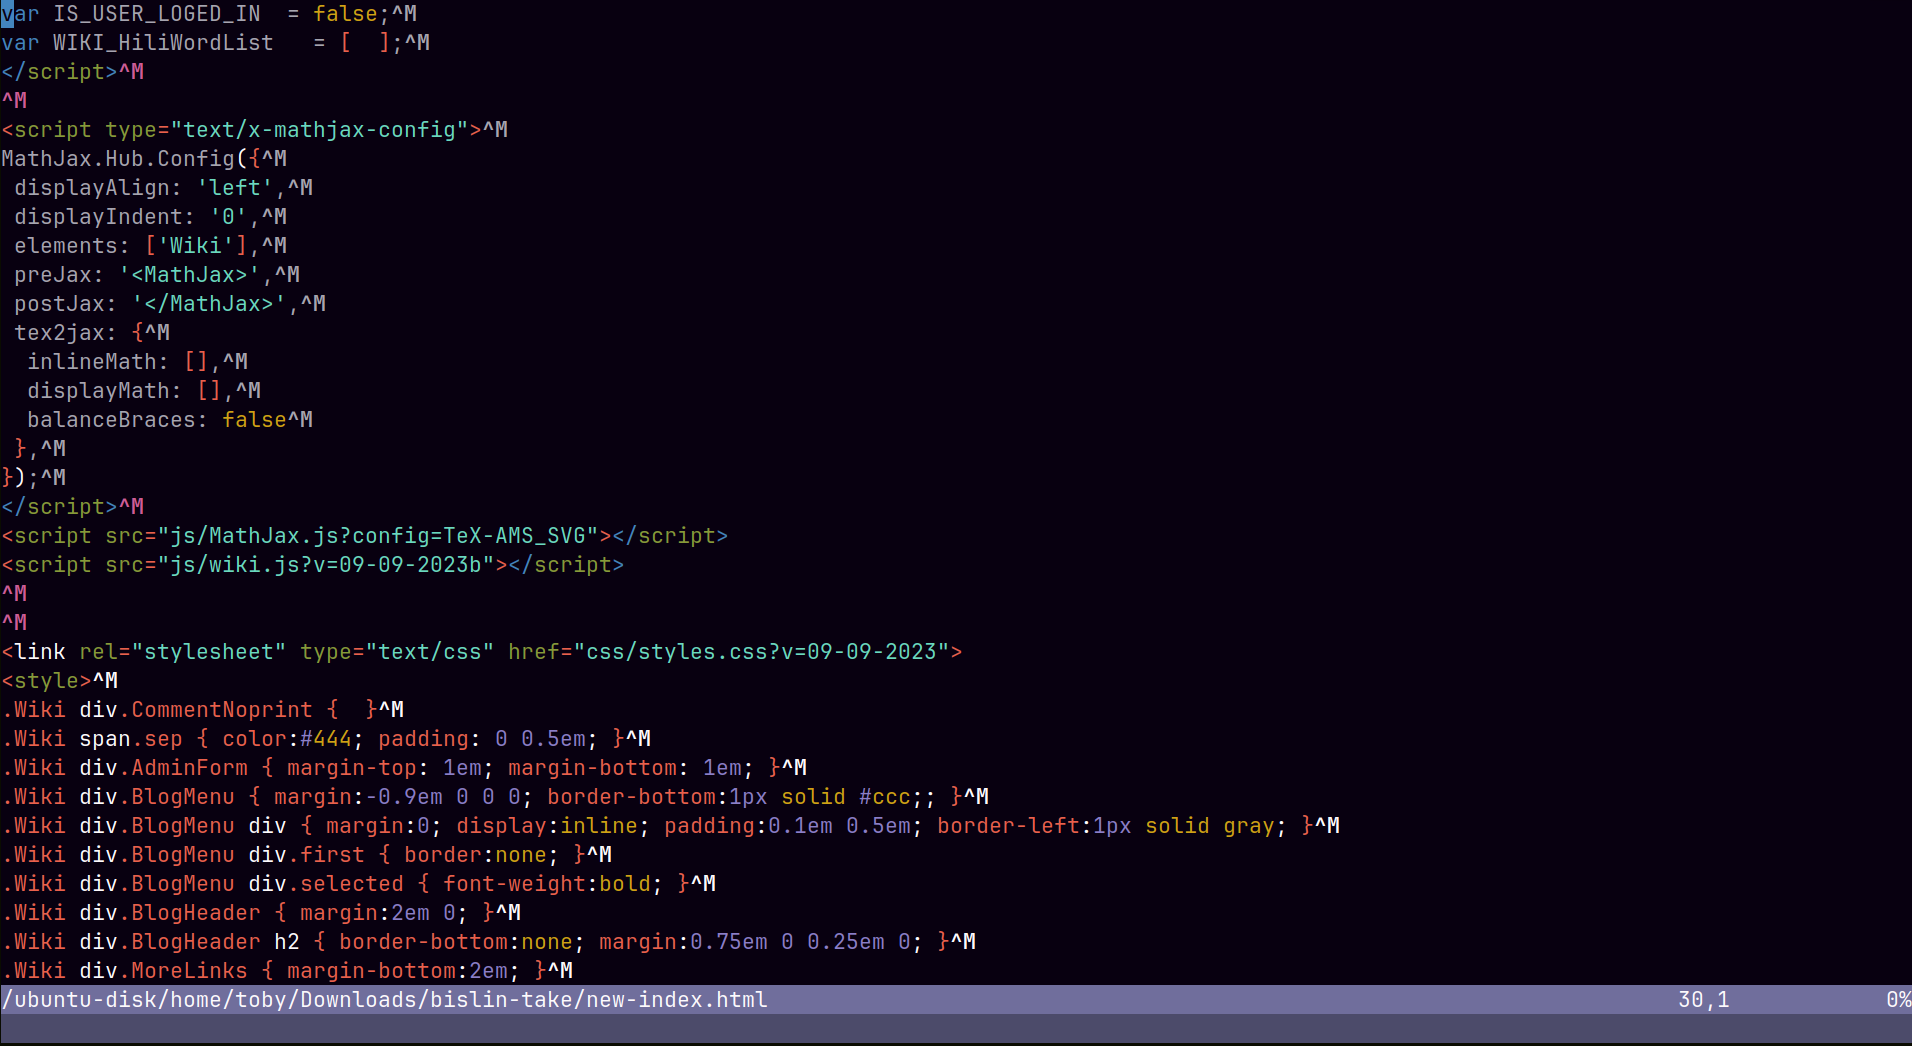 var IS_USER_LOGED_IN  = false;^M
var WIKI_HiliWordList   = [  ];^M
</script>^M
^M
<script type="text/x-mathjax-config">^M
MathJax.Hub.Config({^M
 displayAlign: 'left',^M
 displayIndent: '0',^M
 elements: ['Wiki'],^M
 preJax: '<MathJax>',^M
 postJax: '</MathJax>',^M
 tex2jax: {^M
  inlineMath: [],^M
  displayMath: [],^M
  balanceBraces: false^M
 },^M
});^M
</script>^M
<script src="js/MathJax.js?config=TeX-AMS_SVG"></script>
<script src="js/wiki.js?v=09-09-2023b"></script>
^M
^M
<link rel="stylesheet" type="text/css" href="css/styles.css?v=09-09-2023">
<style>^M
.Wiki div.CommentNoprint {  }^M
.Wiki span.sep { color:#444; padding: 0 0.5em; }^M
.Wiki div.AdminForm { margin-top: 1em; margin-bottom: 1em; }^M
.Wiki div.BlogMenu { margin:-0.9em 0 0 0; border-bottom:1px solid #ccc;; }^M
.Wiki div.BlogMenu div { margin:0; display:inline; padding:0.1em 0.5em; border-left:1px solid gray; }^M
.Wiki div.BlogMenu div.first { border:none; }^M
.Wiki div.BlogMenu div.selected { font-weight:bold; }^M
.Wiki div.BlogHeader { margin:2em 0; }^M
.Wiki div.BlogHeader h2 { border-bottom:none; margin:0.75em 0 0.25em 0; }^M
.Wiki div.MoreLinks { margin-bottom:2em; }^M
/ubuntu-disk/home/toby/Downloads/bislin-take/new-index.html 30,1 0%